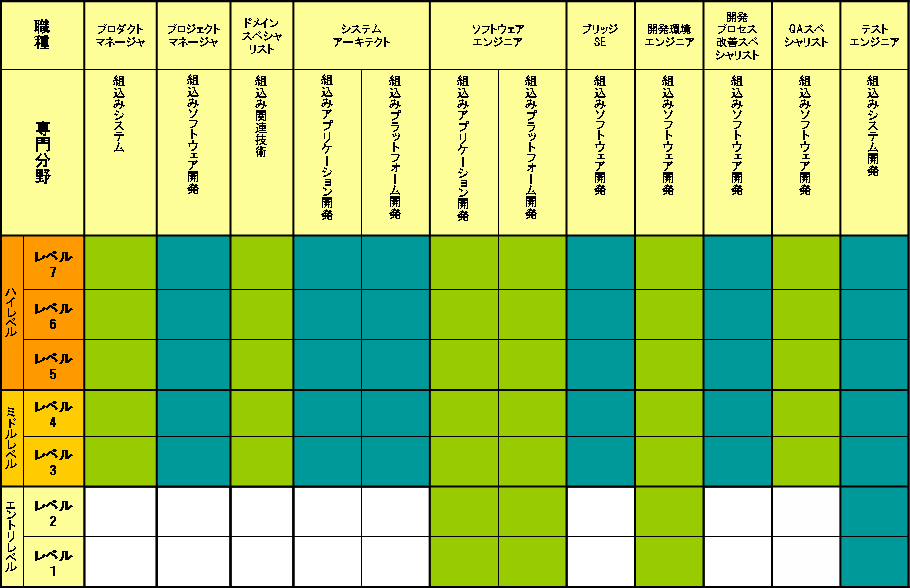 職種
プロダクト
マネージャ
プロジェクト
マネージャ
ドメイン
スペシャ
リスト
システム
アーキテクト
ソフトウェア
エンジニア
ブリッジ
SE
開発環境
エンジニア
開発
プロセス
改善スペ
シャリスト
QAスペ
シャリスト
テスト
エンジニア
専門分野
組込みシステム
組込みソフトウェア開発
組込み関連技術
組込みアプリケーション開発
組込みプラットフォーム開発
組込みアプリケーション開発
組込みプラットフォーム開発
組込みソフトウェア開発
組込みソフトウェア開発
組込みソフトウェア開発
組込みソフトウェア開発
組込みシステム開発
ハイレベル
レベル
7
レベル
6
レベル
5
ミドルレベル
レベル
4
レベル
3
エントリレベル
レベル
2
レベル
1